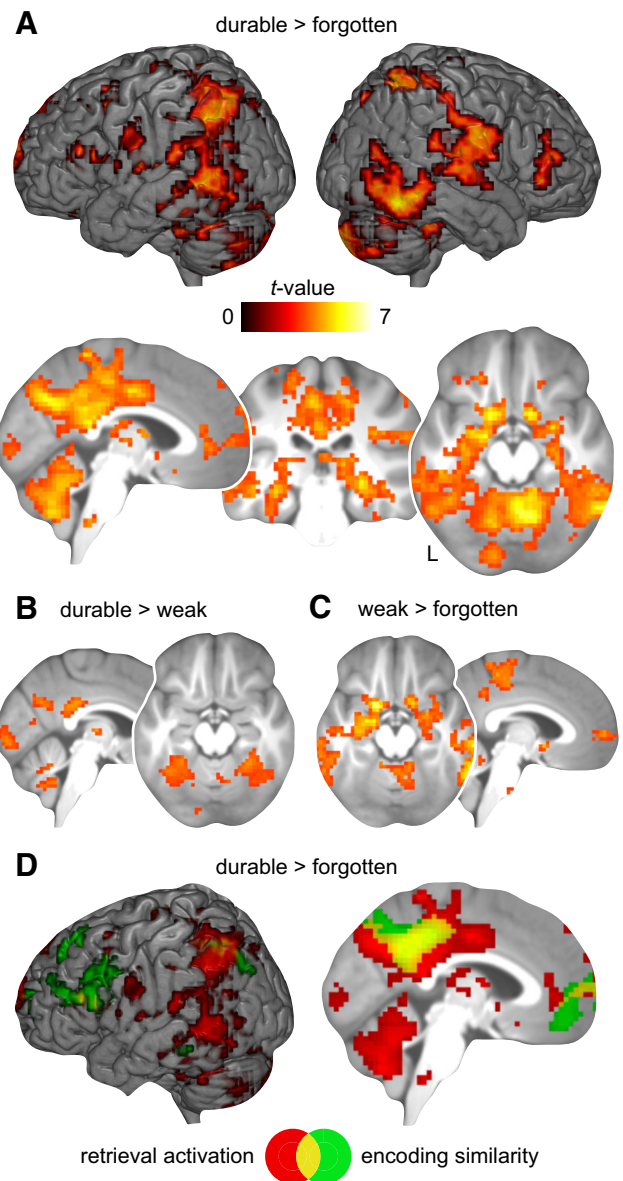 A
durable > forgotten
t-value
0 7
L
B durable > weak
C weak > forgotten
D
durable > forgotten
retrieval activation encoding similarity